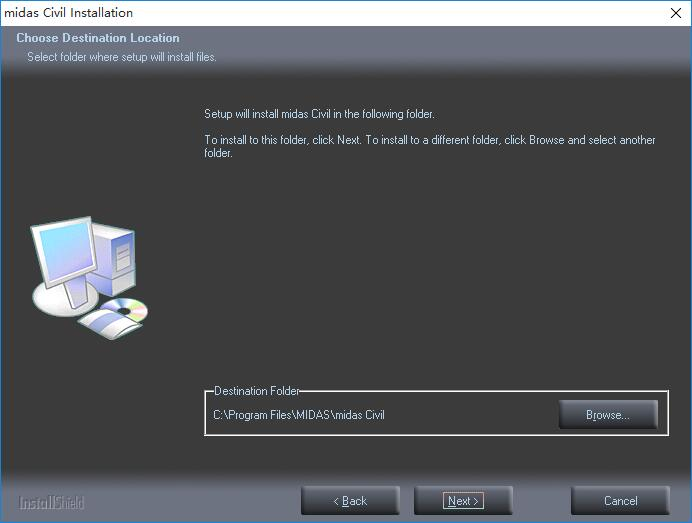 midas Civil Installation
Choose Destination Location
Select folder where setup will install files.
Setup will install midas Civil in the following folder.
To install to this folder, click Next. To install to a different folder, click Browse and select another
folder.
Destination Folder
C:\Program Files\MIDAS\midas Civil
Browse...
InstallShield
< Back
Next >
Cancel